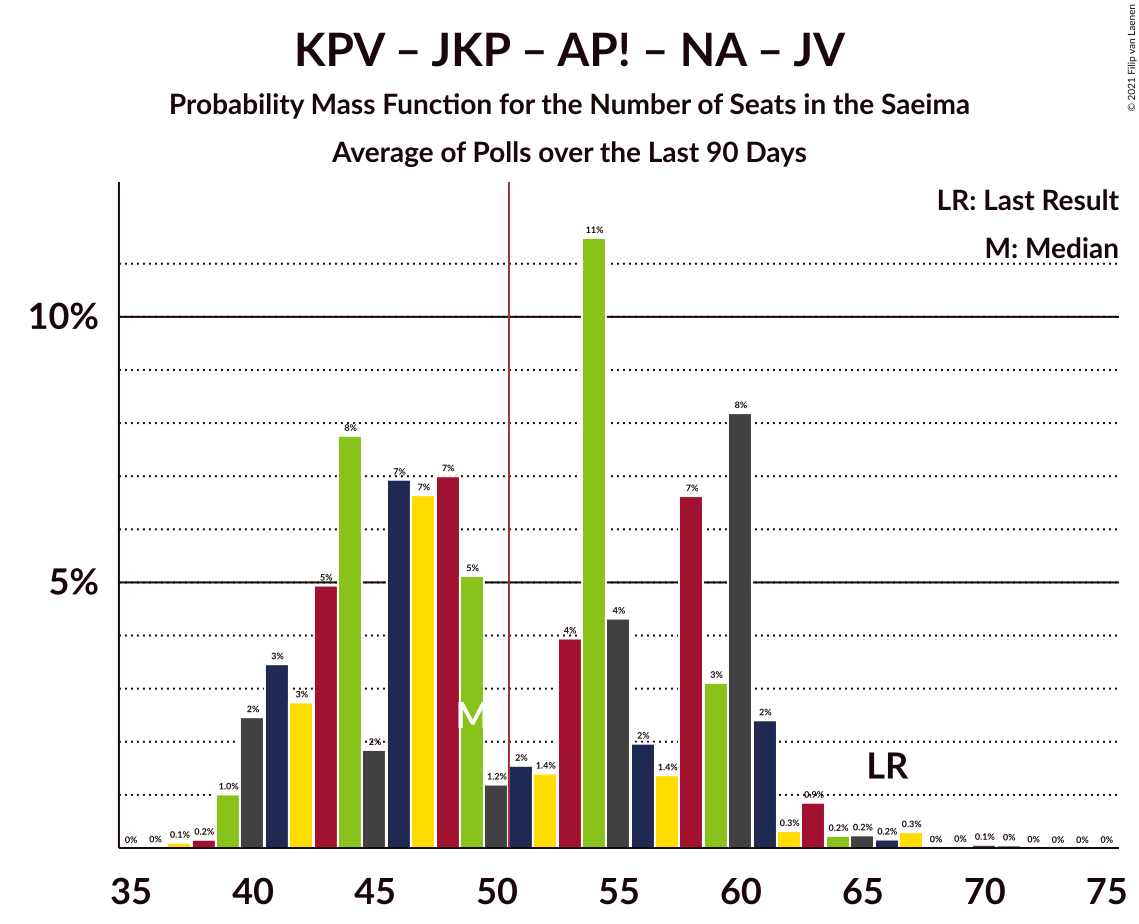 KPV – JKP – AP! – NA – JV
Probability Mass Function for the Number of Seats in the Saeima
Average of Polls over the Last 90 Days
© 2021 Filip van Laenen
LR: Last Result
M: Median
10%
5%
0% 0% 0.1% 0.2% 1.0% 2% 3% 3% 5% 8% 2% 7% 7% 7% 5% 1.2% 2% 1.4% 4% 11% 4% 2% 1.4% 7% 3% 8% 2% 0.3% 0.9% 0.2% 0.2% 0.2% 0.3% 0% 0% 0.1% 0% 0% 0% 0% 0%
M
LR
35 40 45 50 55 60 65 70 75